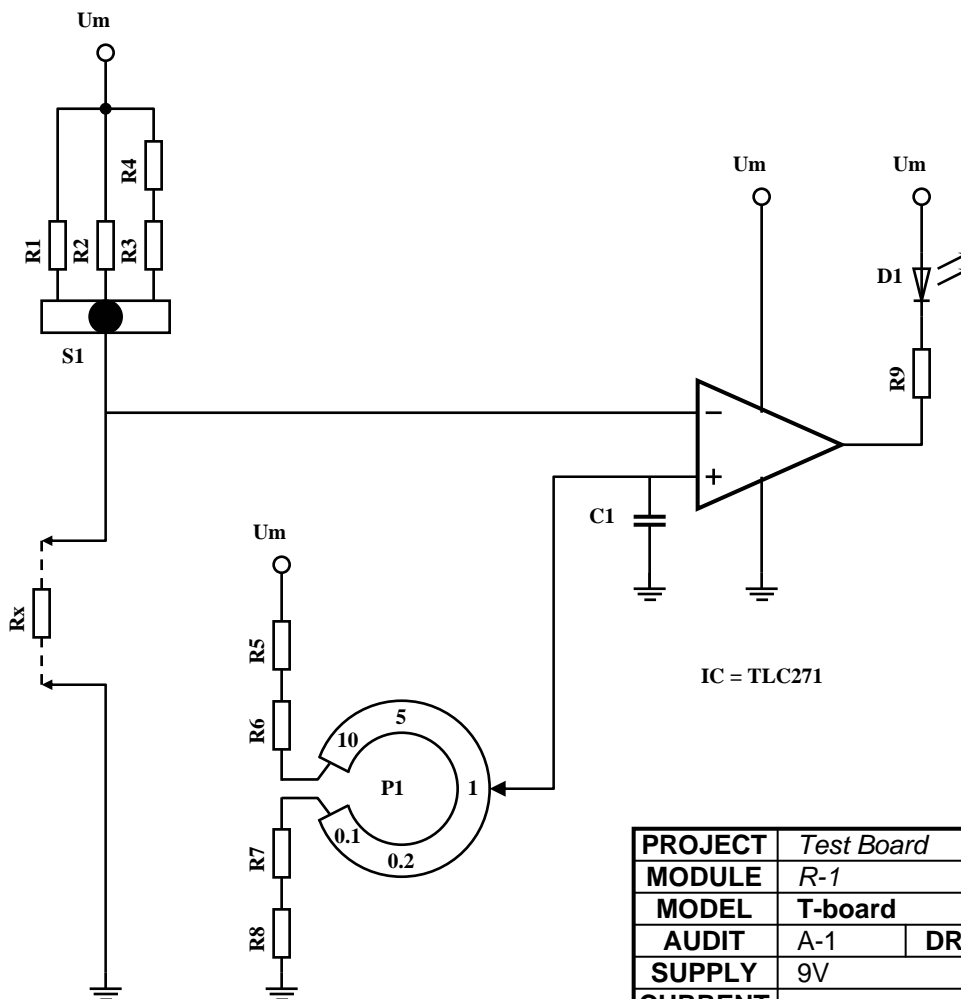 Um
R4
R1
R2
R3
S1
Um
Um
D1
R9
−
+
C1
Um
Rx
R5
R6
IC = TLC271
5
10
P1
1
0.1
0.2
R7
R8
PROJECT Test Board
MODULE R-1
MODEL T-board
AUDIT A-1 DR
SUPPLY 9V
CURRENT